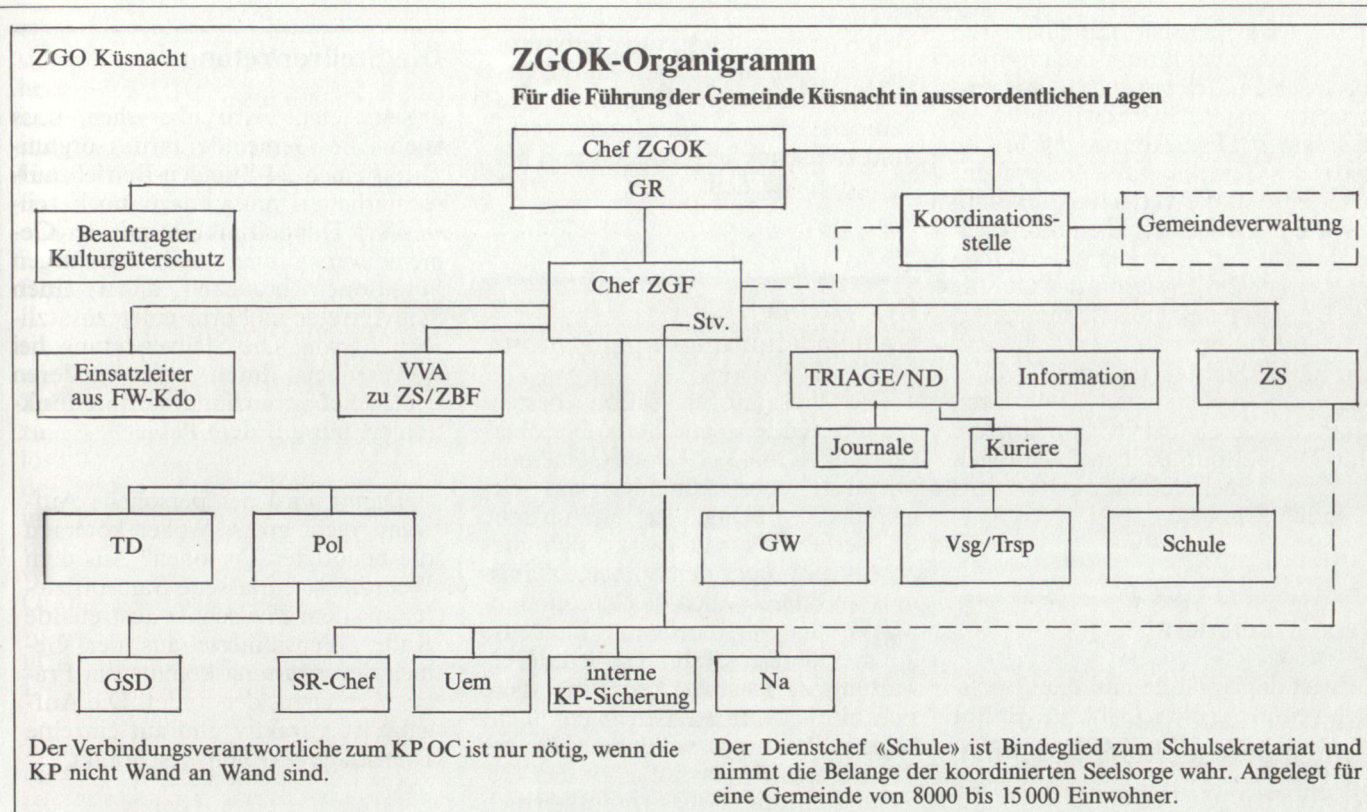 ZGO Küsnacht
ZGOK-Organigramm
Für die Führung der Gemeinde Küsnacht in ausserordentlichen Lagen
Chef ZGOK
GR
Beauftragter
Kulturgüterschutz
Koordinations-
stelle
Gemeindeverwaltung
Chef ZGF
Stv.
Einsatzleiter
aus FW-Kdo
VVA
zu ZS/ZBF
TRIAGE/ND
Information
ZS
Journale
Kuriere
TD
Pol
GW
Vsg/Trsp
Schule
GSD
SR-Chef
Uem
interne
KP-Sicherung
Na
Der Verbindungsverantwortliche zum KP OC ist nur nötig, wenn die
KP nicht Wand an Wand sind.
Der Dienstchef «Schule» ist Bindeglied zum Schulsekretariat und
nimmt die Belange der koordinierten Seelsorge wahr. Angelegt für
eine Gemeinde von 8000 bis 15 000 Einwohner.